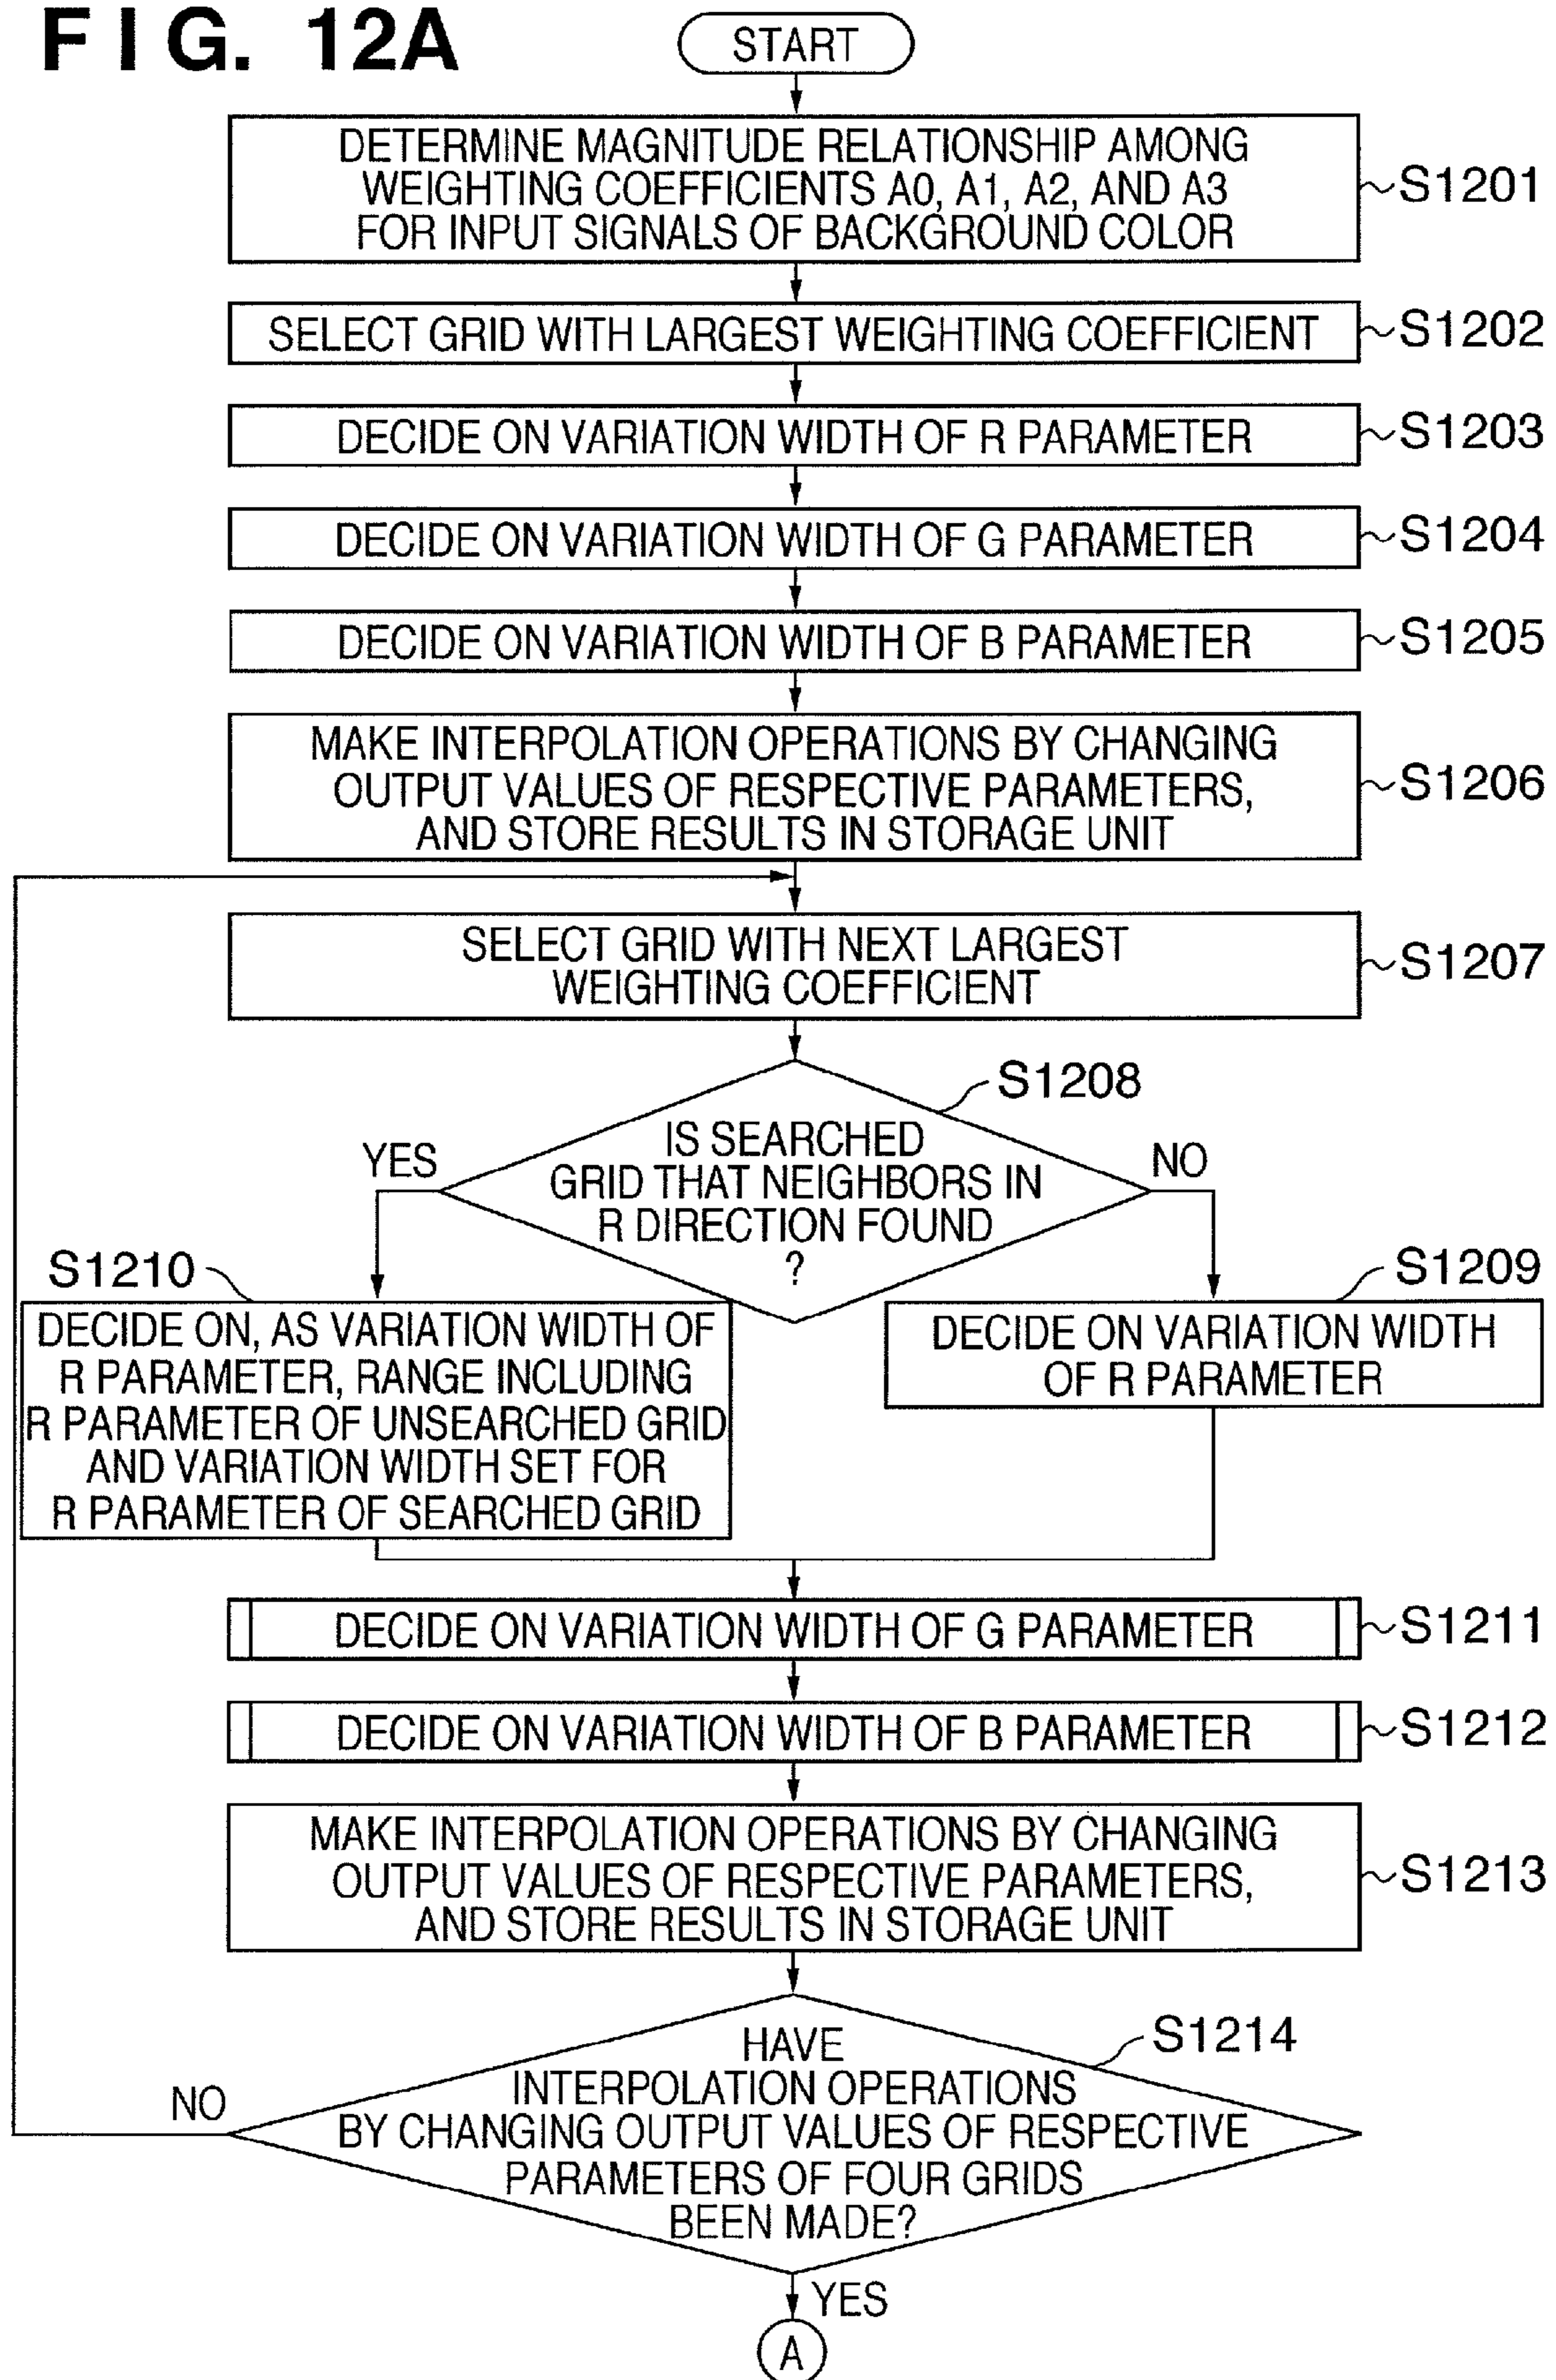 FIG. 12A
START
DETERMINE MAGNITUDE RELATIONSHIP AMONG
WEIGHTING COEFFICIENTS A0, A1, A2, AND A3
FOR INPUT SIGNALS OF BACKGROUND COLOR
S1201
SELECT GRID WITH LARGEST WEIGHTING COEFFICIENT
S1202
DECIDE ON VARIATION WIDTH OF R PARAMETER
S1203
DECIDE ON VARIATION WIDTH OF G PARAMETER
S1204
DECIDE ON VARIATION WIDTH OF B PARAMETER
S1205
MAKE INTERPOLATION OPERATIONS BY CHANGING
OUTPUT VALUES OF RESPECTIVE PARAMETERS,
AND STORE RESULTS IN STORAGE UNIT
S1206
SELECT GRID WITH NEXT LARGEST
WEIGHTING COEFFICIENT
S1207
S1208
IS SEARCHED
GRID THAT NEIGHBORS IN
R DIRECTION FOUND
?
YES
NO
S1210
DECIDE ON, AS VARIATION WIDTH OF
R PARAMETER, RANGE INCLUDING
R PARAMETER OF UNSEARCHED GRID
AND VARIATION WIDTH SET FOR
R PARAMETER OF SEARCHED GRID
S1209
DECIDE ON VARIATION WIDTH
OF R PARAMETER
DECIDE ON VARIATION WIDTH OF G PARAMETER
S1211
DECIDE ON VARIATION WIDTH OF B PARAMETER
S1212
MAKE INTERPOLATION OPERATIONS BY CHANGING
OUTPUT VALUES OF RESPECTIVE PARAMETERS,
AND STORE RESULTS IN STORAGE UNIT
S1213
S1214
HAVE
INTERPOLATION OPERATIONS
BY CHANGING OUTPUT VALUES OF RESPECTIVE
PARAMETERS OF FOUR GRIDS
BEEN MADE?
NO
YES
A